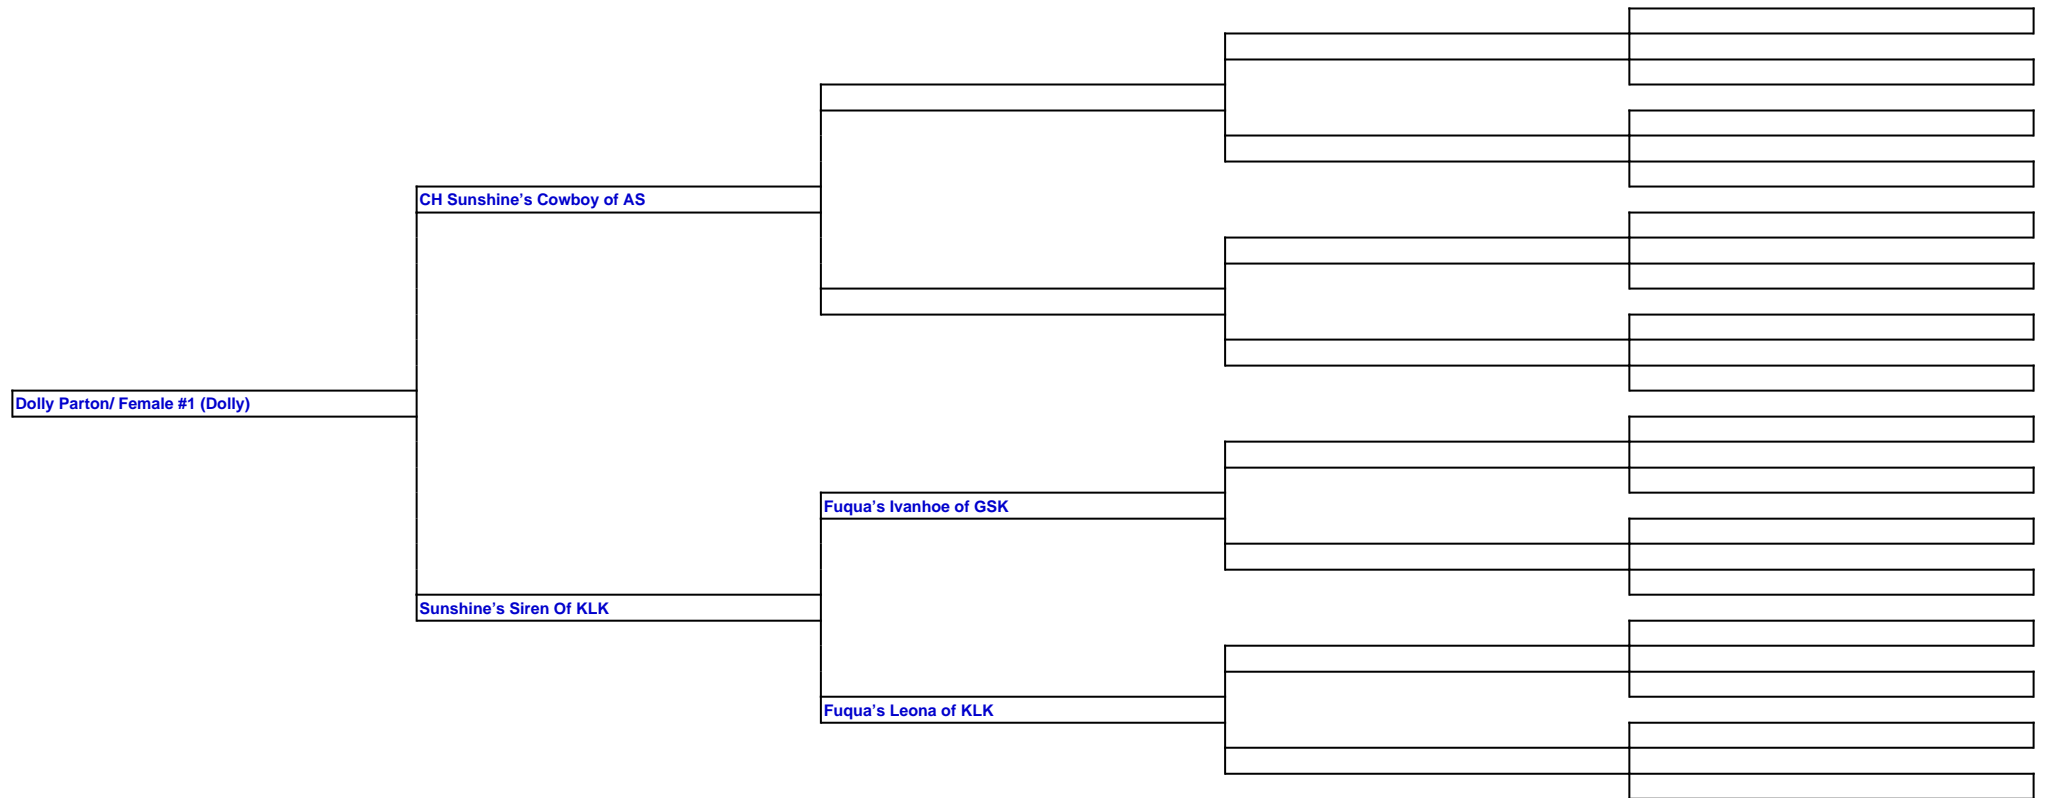 CH Sunshine’s Cowboy of AS
Dolly Parton/ Female #1 (Dolly)
Fuqua’s Ivanhoe of GSK
Sunshine’s Siren Of KLK
Fuqua’s Leona of KLK